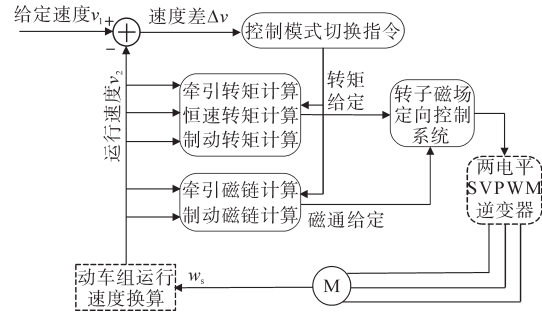 给定速度v₁
+
−
速度差Δv
控制模式切换指令
运行速度v₂
牵引转矩计算
恒速转矩计算
制动转矩计算
转矩
给定
转子磁场
定向控制
系统
牵引磁链计算
制动磁链计算
磁通给定
两电平
SVPWM
逆变器
动车组运行
速度换算
wₛ
M